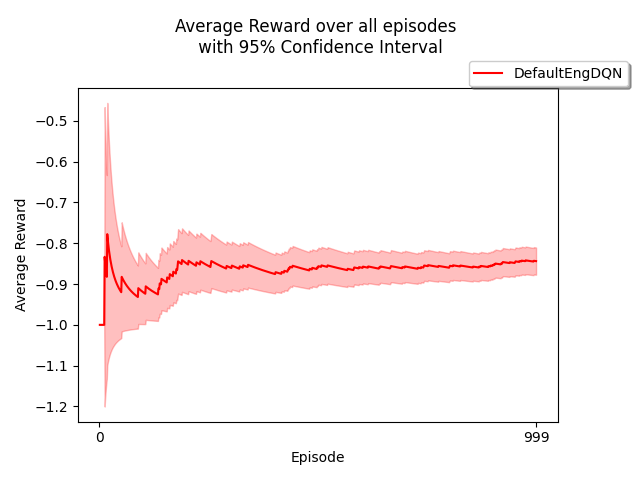 Average Reward over all episodes
with 95% Confidence Interval
DefaultEngDQN
−0.5
−0.6
−0.7
−0.8
−0.9
−1.0
−1.1
−1.2
Average Reward
0 999
Episode